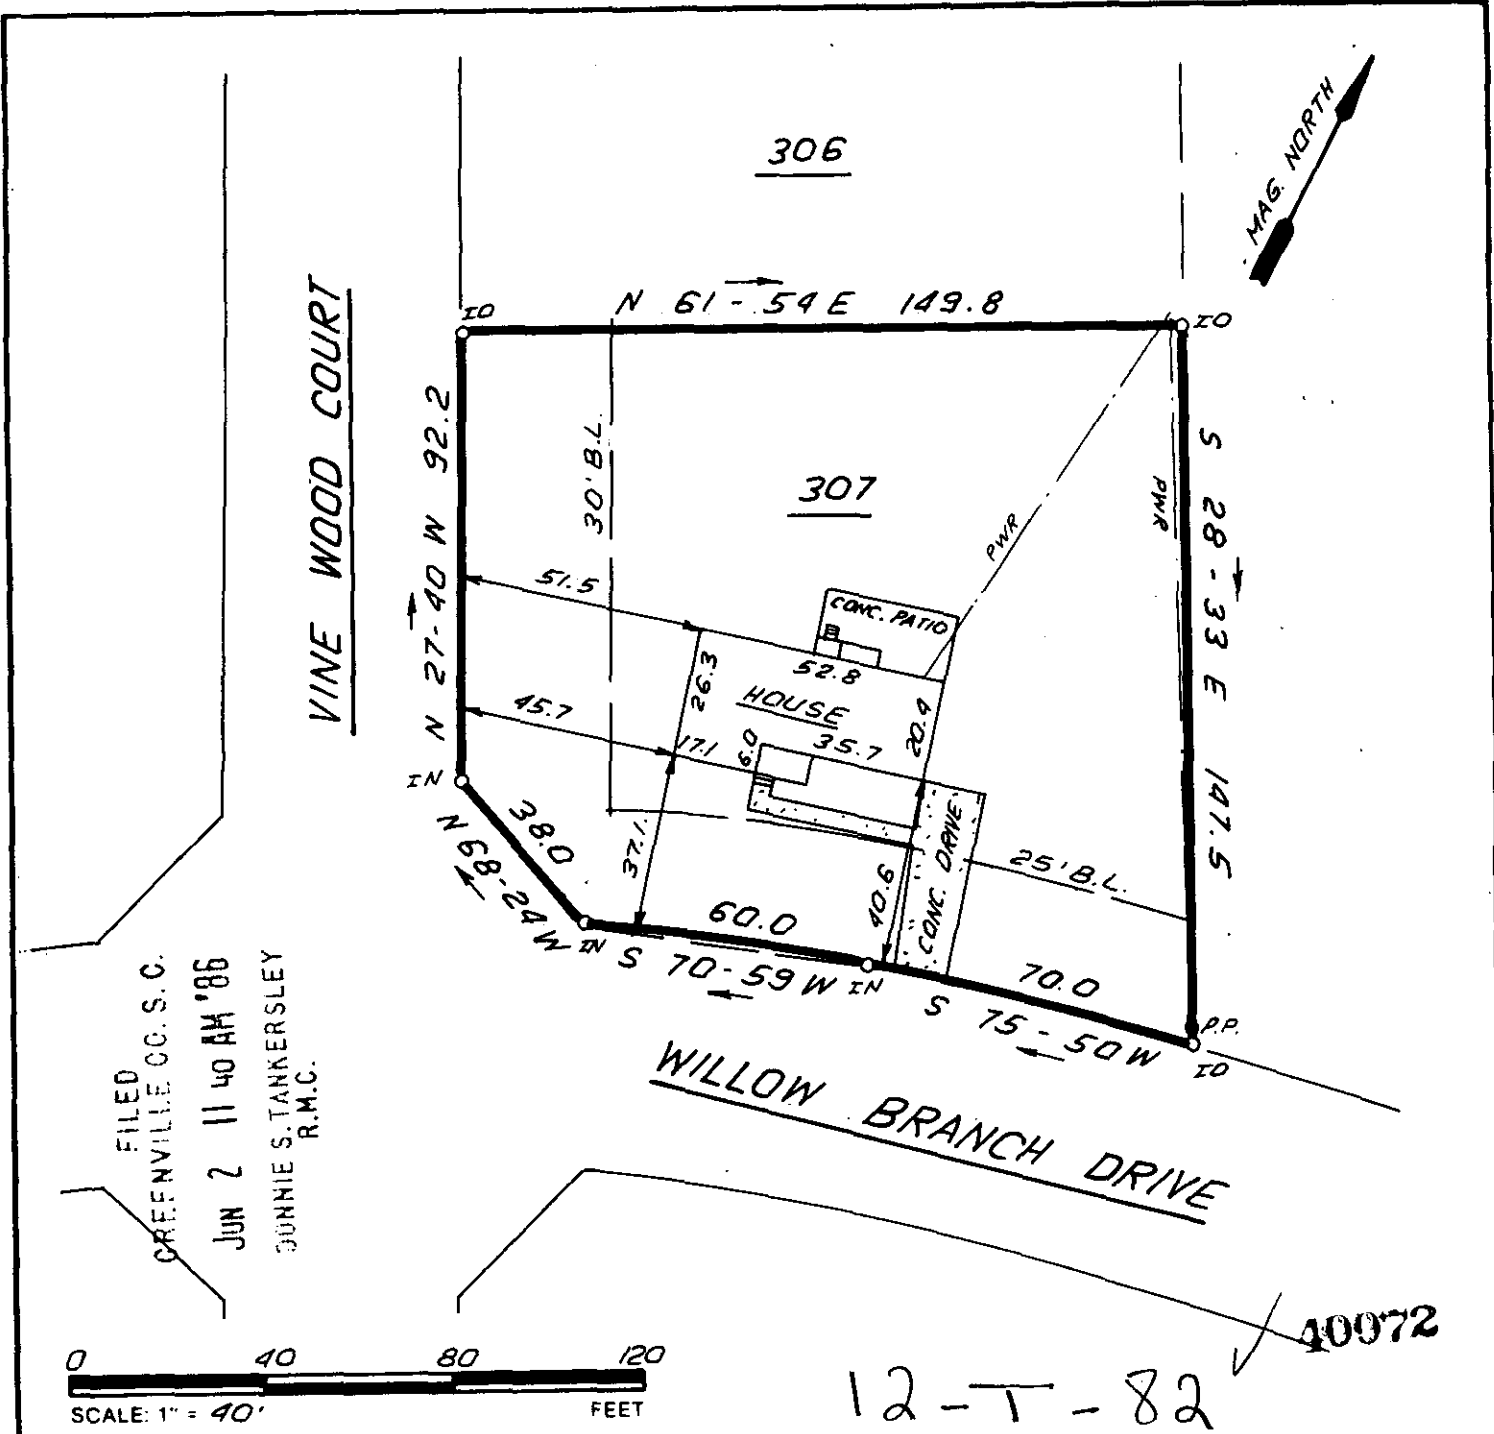 306
MAG. NORTH
N 61-54 E 149.8
IO
IO
VINE WOOD COURT
N 27-40 W 92.2
30' B.L.
307
PWR
PWR
S 28-33 E 147.5
51.5
CONC. PATIO
52.8
26.3
HOUSE
20.4
45.7
17.1
6.0
35.7
IN
38.0
N 68-24 W
37.1
CONC. DRIVE
25' B.L.
40.6
60.0
IN
S 70-59 W
IN
70.0
S 75-50 W
P.P.
IO
WILLOW BRANCH DRIVE
FILED
GREENVILLE CO. S. C.
JUN 2 11 40 AM '86
DONNIE S. TANKERSLEY
R.M.C.
40972
0 40 80 120
SCALE: 1" = 40' FEET
12-T-82